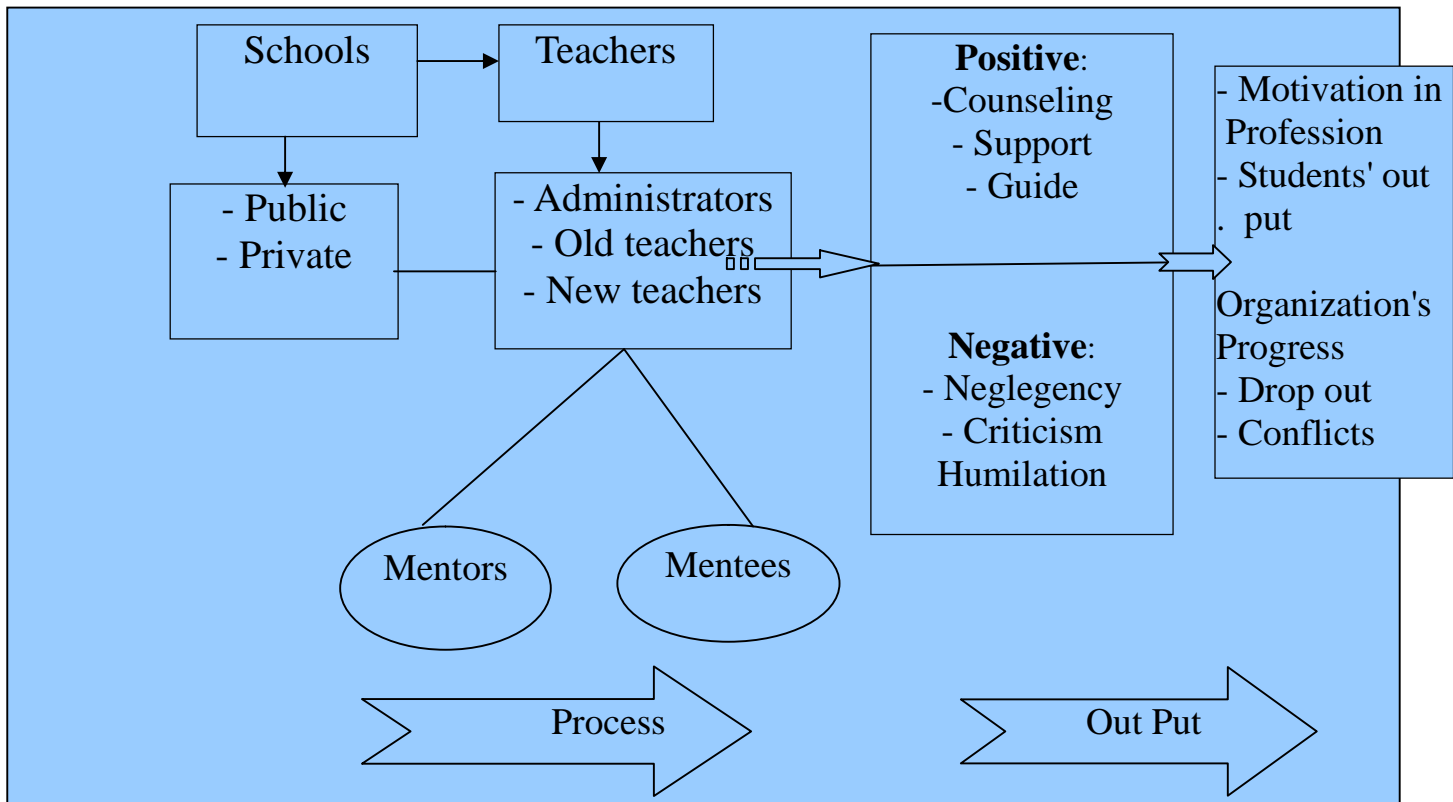 Schools
Teachers
- Public
- Private
- Administrators
- Old teachers
- New teachers
Mentors
Mentees
Positive:
-Counseling
- Support
- Guide
Negative:
- Neglegency
- Criticism
Humilation
- Motivation in
Profession
- Students' out
. put
Organization's
Progress
- Drop out
- Conflicts
Process
Out Put